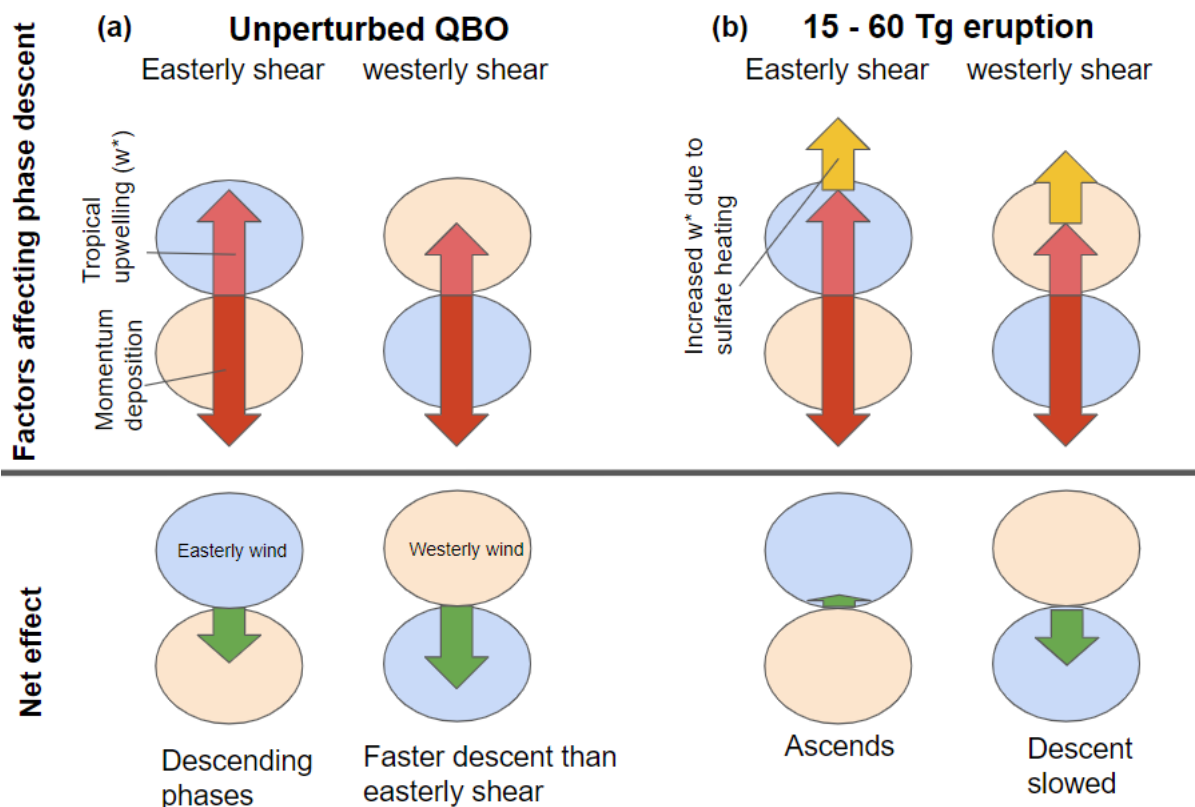 (a) Unperturbed QBO
Easterly shear
westerly shear
(b) 15 - 60 Tg eruption
Easterly shear
westerly shear
Factors affecting phase descent
Tropical
upwelling (w*)
Momentum
deposition
Increased w* due to
sulfate heating
Net effect
Easterly wind
Westerly wind
Descending
phases
Faster descent than
easterly shear
Ascends
Descent
slowed